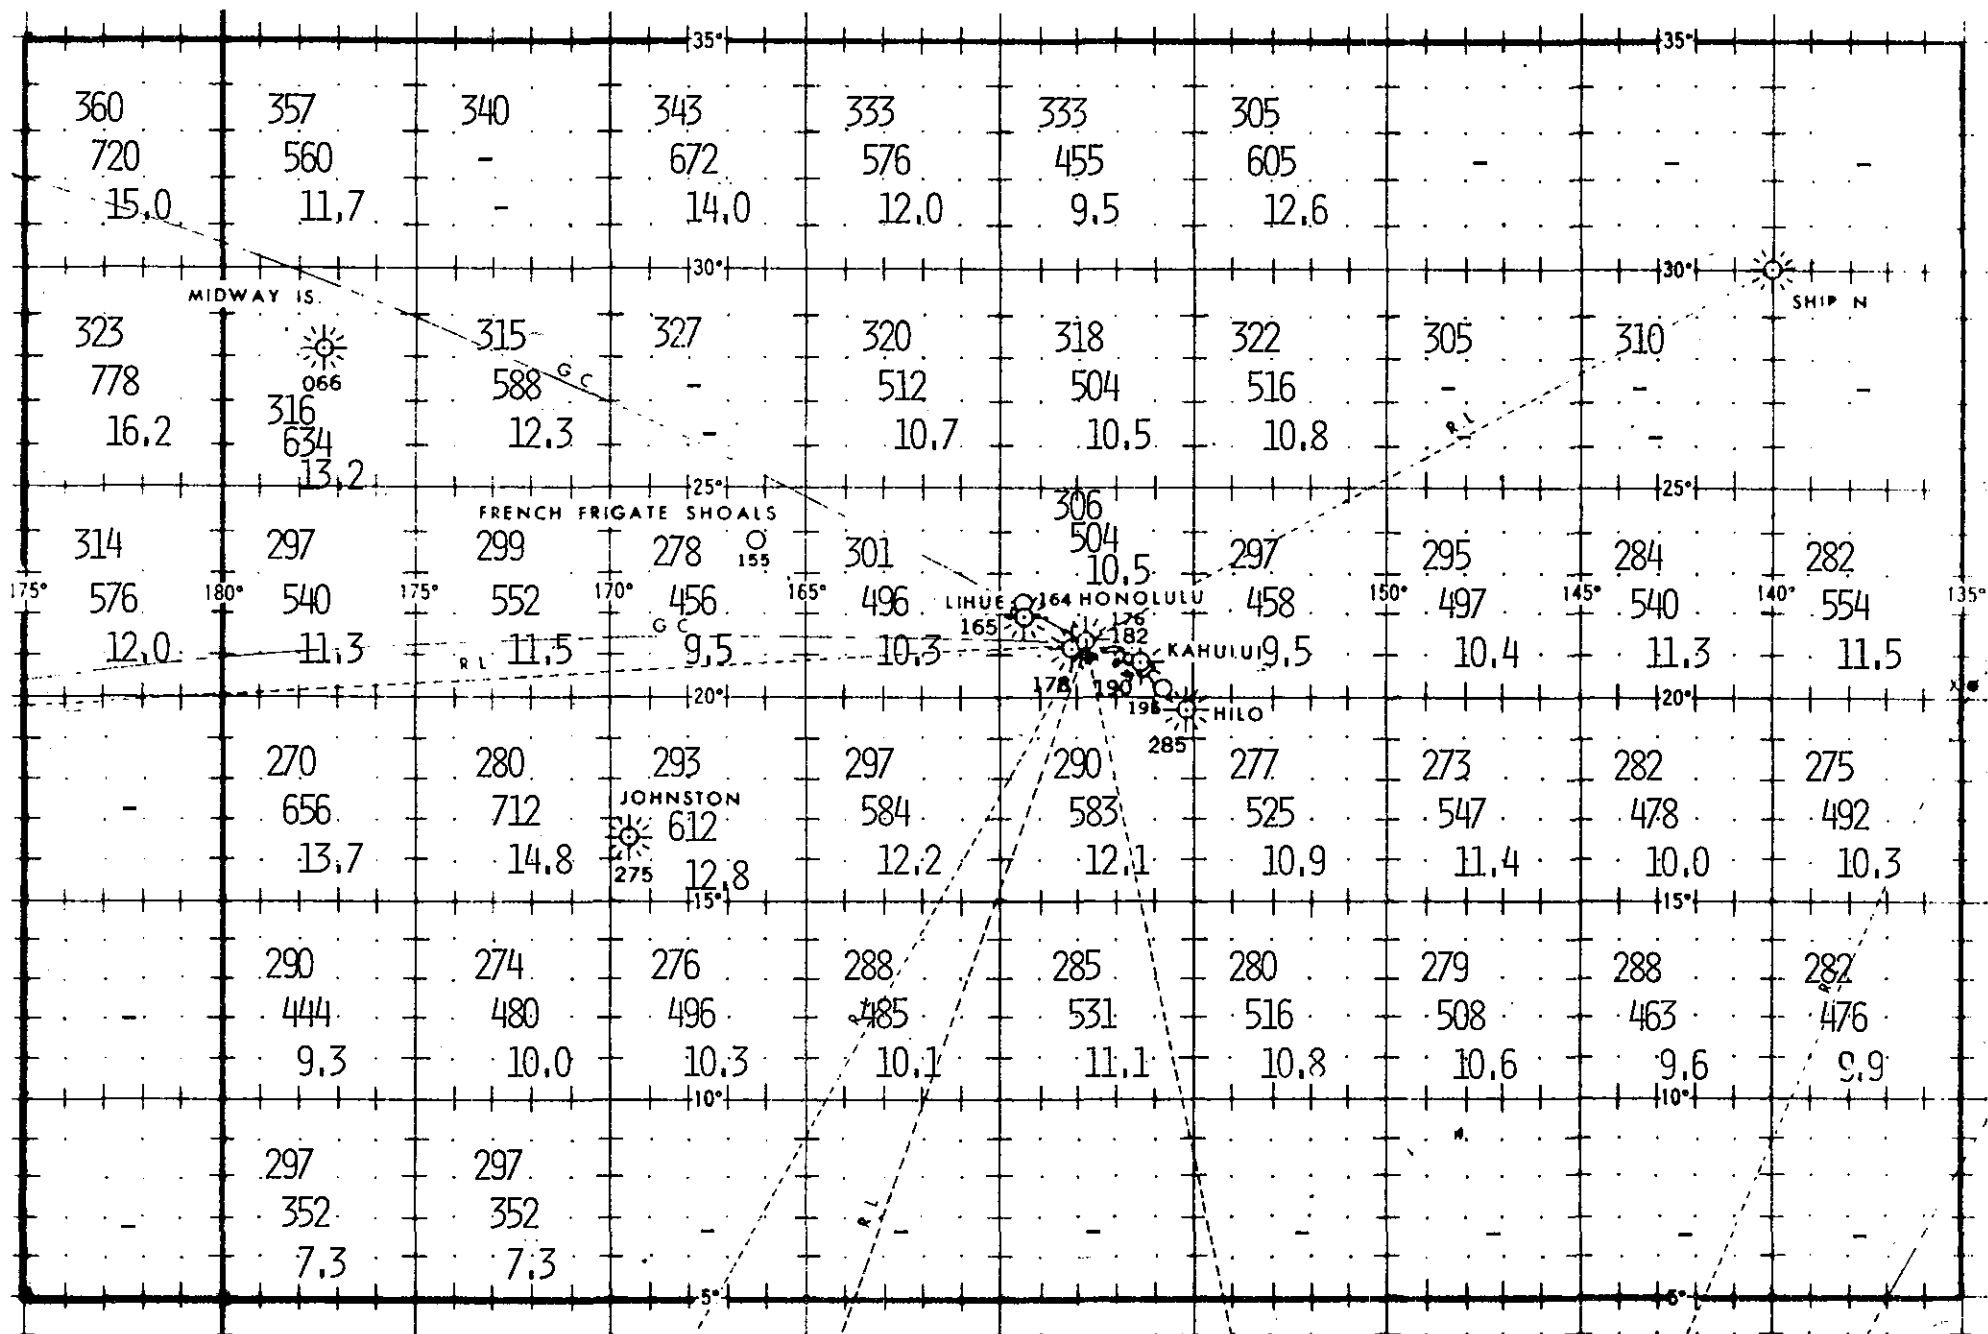 35° 35°
360 357 340 343 333 333 305
720 560 - 672 576 455 605 - - -
15.0 11.7 - 14.0 12.0 9.5 12.6
30° 30°
MIDWAY IS.
SHIP N
323 315 327 320 318 322 305 310
066
G C
778 588 - 512 504 516 - - -
316
16.2 634 12.3 - 10.7 10.5 10.8 R L - -
13.2
25° 25°
306
FRENCH FRIGATE SHOALS
504
314 297 299 278 155 301 10.5 297 295 284 282
175° 180° 175° 170° 165° 150° 145° 140° 135°
576 540 552 456 496 LIHUE 164 HONOLULU 458 497 540 554
165 176
G C 182
12.0 11.3 R L 11.5 9.5 10.3 KAHULUI 9.5 10.4 11.3 11.5
178 190
20° 20°
195 HILO
285
270 280 293 297 290 277 273 282 275
JOHNSTON
- 656 712 612 584 583 525 547 478 492
13.7 14.8 275 12.8 12.2 12.1 10.9 11.4 10.0 10.3
15° 15°
290 274 276 288 285 280 279 288 282
- 444 480 496 485 531 516 508 463 476
9.3 10.0 10.3 10.1 11.1 10.8 10.6 9.6 9.9
10° 10°
297 297
- 352 352 - R L - - - - - -
7.3 7.3
5° 5°